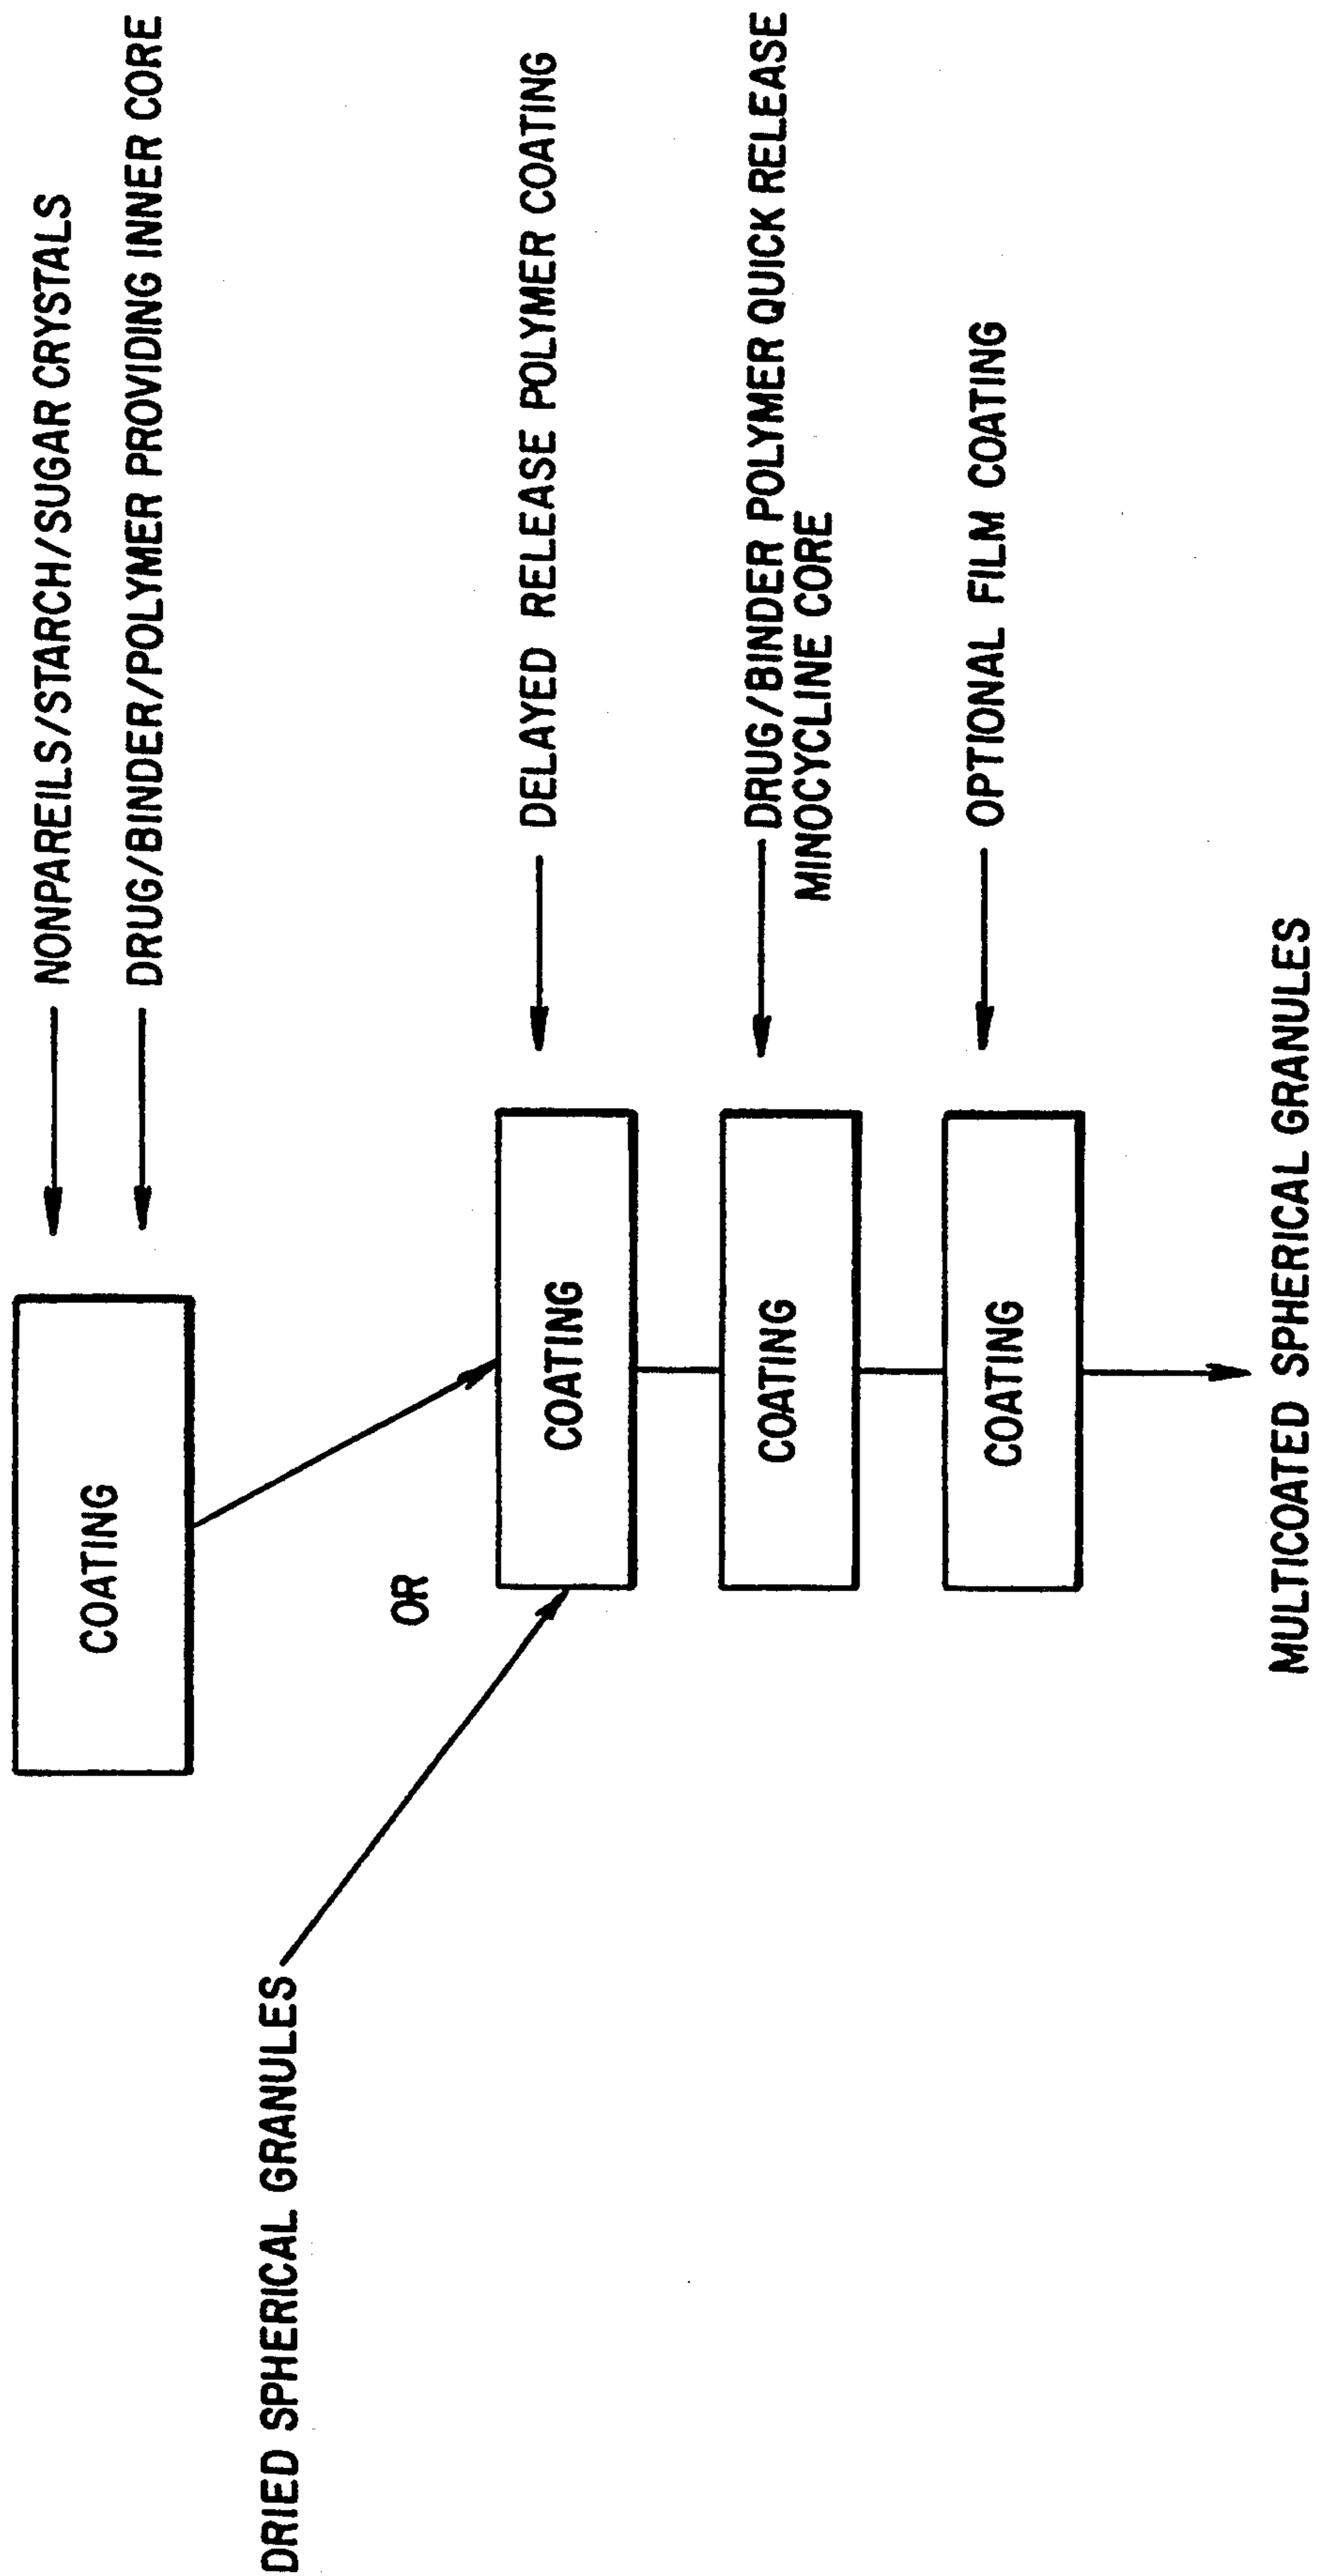 NONPAREILS/STARCH/SUGAR CRYSTALS
COATING
DRUG/BINDER/POLYMER PROVIDING INNER CORE
DRIED SPHERICAL GRANULES
OR
COATING
DELAYED RELEASE POLYMER COATING
COATING
DRUG/BINDER POLYMER QUICK RELEASE
MINOCYCLINE CORE
COATING
OPTIONAL FILM COATING
MULTICOATED SPHERICAL GRANULES